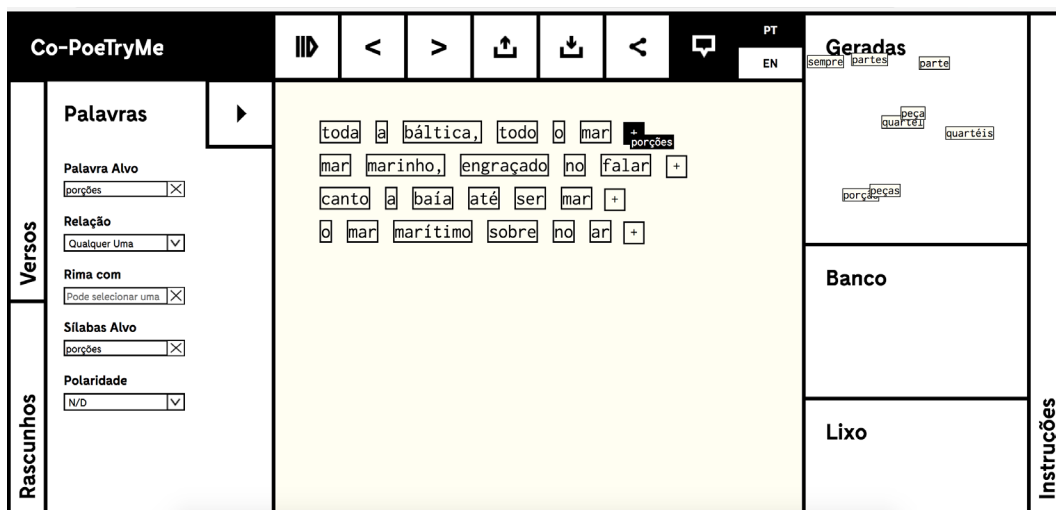 Co-PoeTryMe
PT
EN
Versos
Rascunhos
Palavras
Palavra Alvo
porções
Relação
Qualquer Uma
Rima com
Pode selecionar uma
Sílabas Alvo
porções
Polaridade
N/D
toda a báltica, todo o mar +
porções
mar marinho, engraçado no falar +
canto a baía até ser mar +
o mar marítimo sobre no ar +
Geradas
sempre partes parte
peça
quartel
quartéis
peças
Banco
Lixo
Instruções